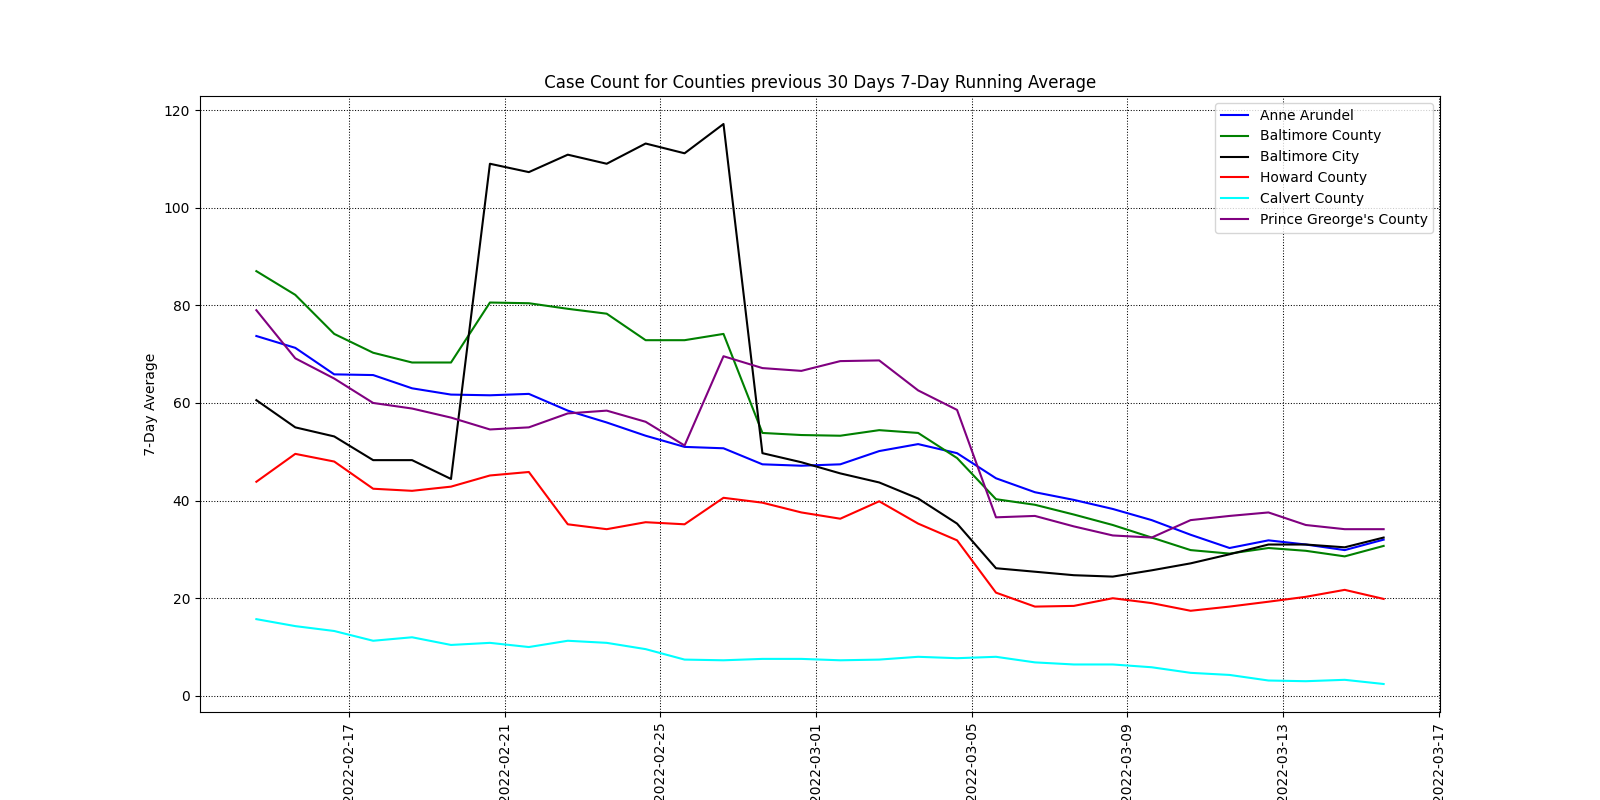 Case Count for Counties previous 30 Days 7-Day Running Average
120
100
80
60
40
20
0
7-Day Average
Anne Arundel
Baltimore County
Baltimore City
Howard County
Calvert County
Prince Greorge's County
2022-02-17
2022-02-21
2022-02-25
2022-03-01
2022-03-05
2022-03-09
2022-03-13
2022-03-17